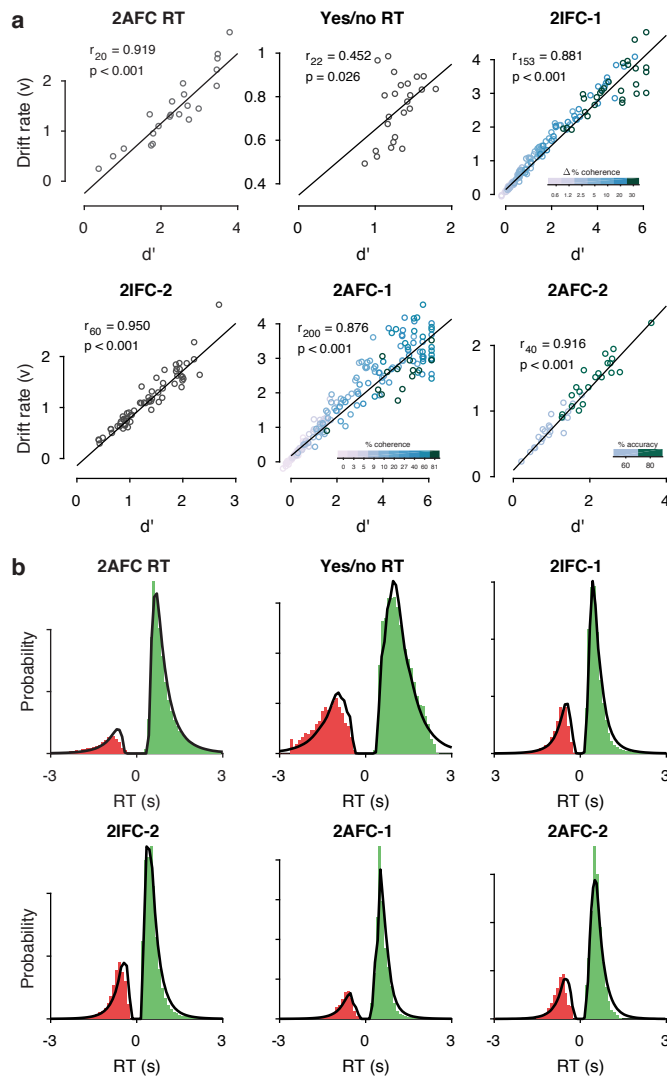 a
2AFC RT
Yes/no RT
2IFC-1
r20 = 0.919
p < 0.001
r22 = 0.452
p = 0.026
r153 = 0.881
p < 0.001
Drift rate (v)
2
1
0
1
0.8
0.6
0.4
4
3
2
1
0
Δ % coherence
0.6 1.2 2.5 5 10 20 30
0 2 4
0 1 2
0 2 4 6
d'
d'
d'
2IFC-2
2AFC-1
2AFC-2
r60 = 0.950
p < 0.001
r200 = 0.876
p < 0.001
r40 = 0.916
p < 0.001
Drift rate (v)
2
1
0
4
3
2
1
0
2
1
0
% coherence
0 3 5 9 10 20 27 40 60 81
% accuracy
60 80
0 1 2 3
0 2 4 6
0 2 4
d'
d'
d'
b
2AFC RT
Yes/no RT
2IFC-1
Probability
-3 0 3
-3 0 3
-3 0 3
RT (s)
RT (s)
RT (s)
2IFC-2
2AFC-1
2AFC-2
Probability
-3 0 3
-3 0 3
-3 0 3
RT (s)
RT (s)
RT (s)